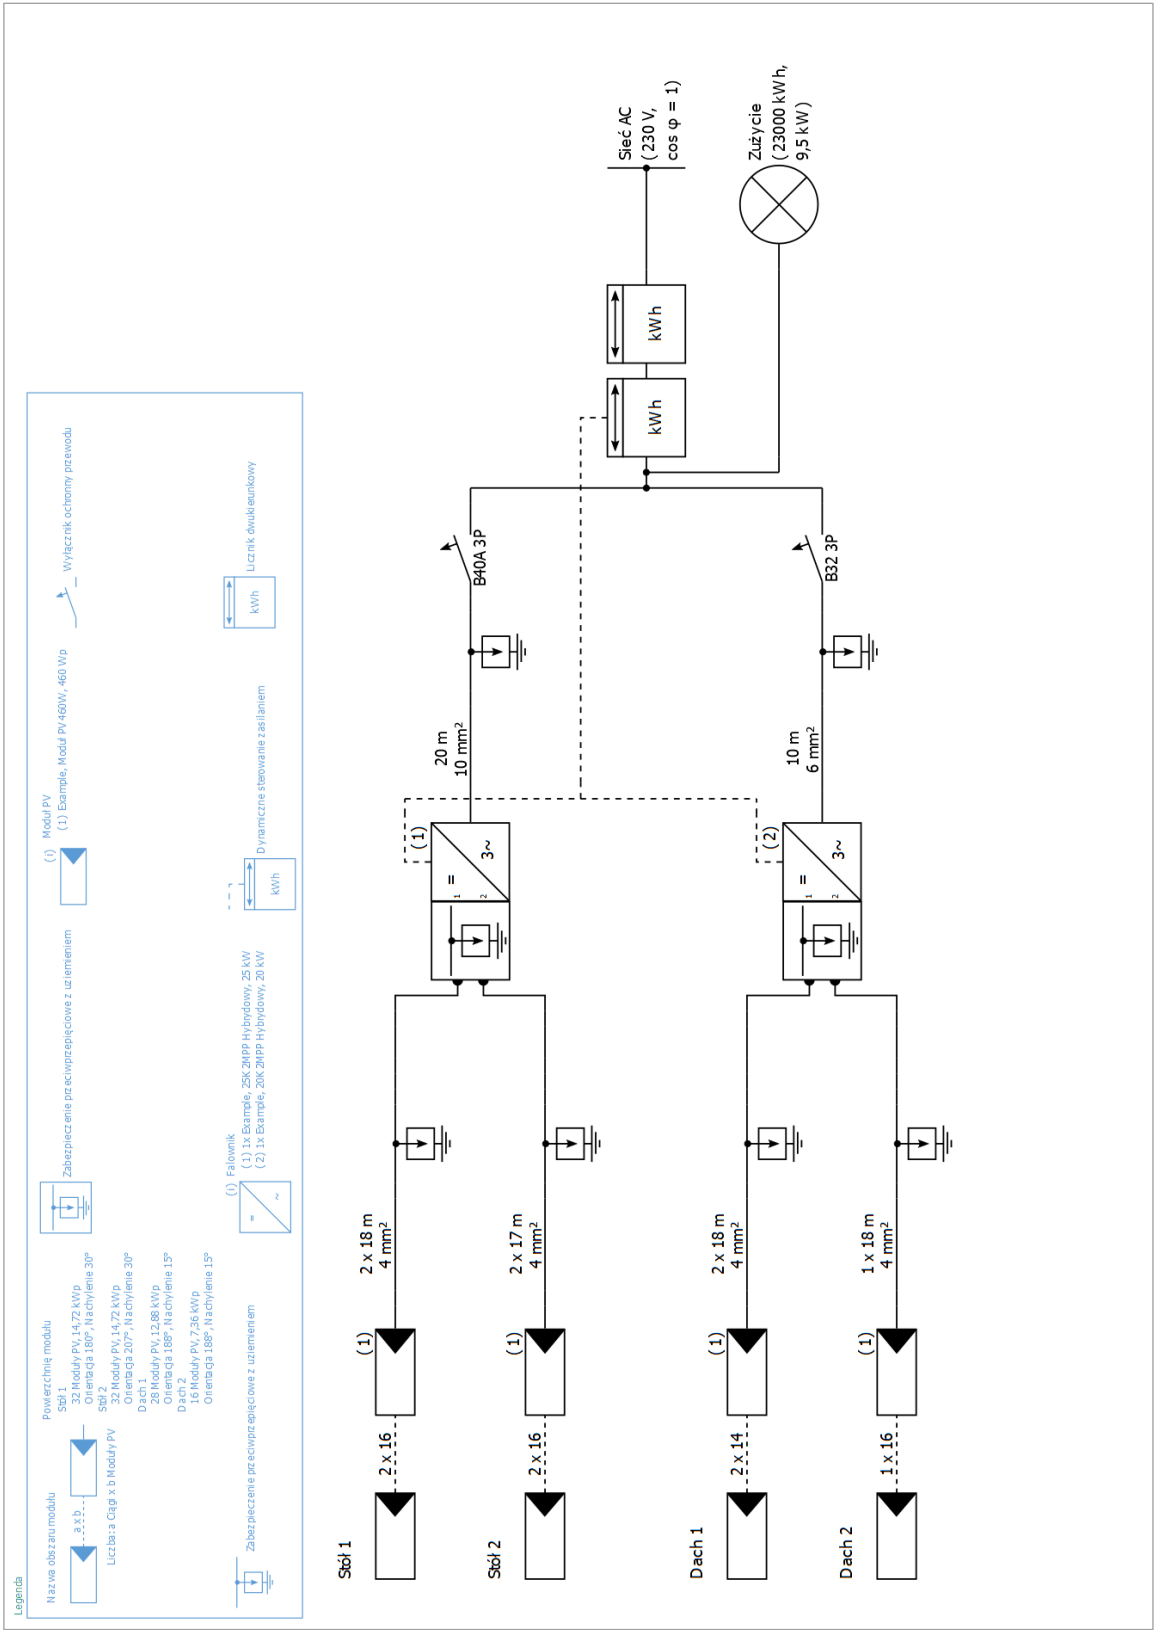 Legenda
Nazwa obszaru modułu
a x b
Liczba: a Ciągi x b Moduły PV
Powierzchnię modułu
Stół 1
32 Moduły PV, 14,72 kWp
Orientacja 180°, Nachylenie 30°
Stół 2
32 Moduły PV, 14,72 kWp
Orientacja 207°, Nachylenie 30°
Dach 1
28 Moduły PV, 12,88 kWp
Orientacja 188°, Nachylenie 15°
Dach 2
16 Moduły PV, 7,36 kWp
Orientacja 188°, Nachylenie 15°
Zabezpieczenie przeciwprzepięciowe z uziemieniem
(i) Moduł PV
(1) Example, Moduł PV 460W, 460 Wp
Wyłącznik ochronny przewodu
Zabezpieczenie przeciwprzepięciowe z uziemieniem
=
~
(i) Falownik
(1) 1x Example, 25K 2MPP Hybrydowy, 25 kW
(2) 1x Example, 20K 2MPP Hybrydowy, 20 kW
kWh
Dynamiczne sterowanie zasilaniem
kWh
Licznik dwukierunkowy
Stół 1
2 x 16
(1)
2 x 18 m
4 mm²
Stół 2
2 x 16
(1)
2 x 17 m
4 mm²
(1)
=
1
2
3~
20 m
10 mm²
B40A 3P
kWh
kWh
Sieć AC
(230 V,
cos φ = 1)
Zużycie
(23000 kWh,
9,5 kW)
Dach 1
2 x 14
(1)
2 x 18 m
4 mm²
Dach 2
1 x 16
(1)
1 x 18 m
4 mm²
(2)
=
1
2
3~
10 m
6 mm²
B32 3P